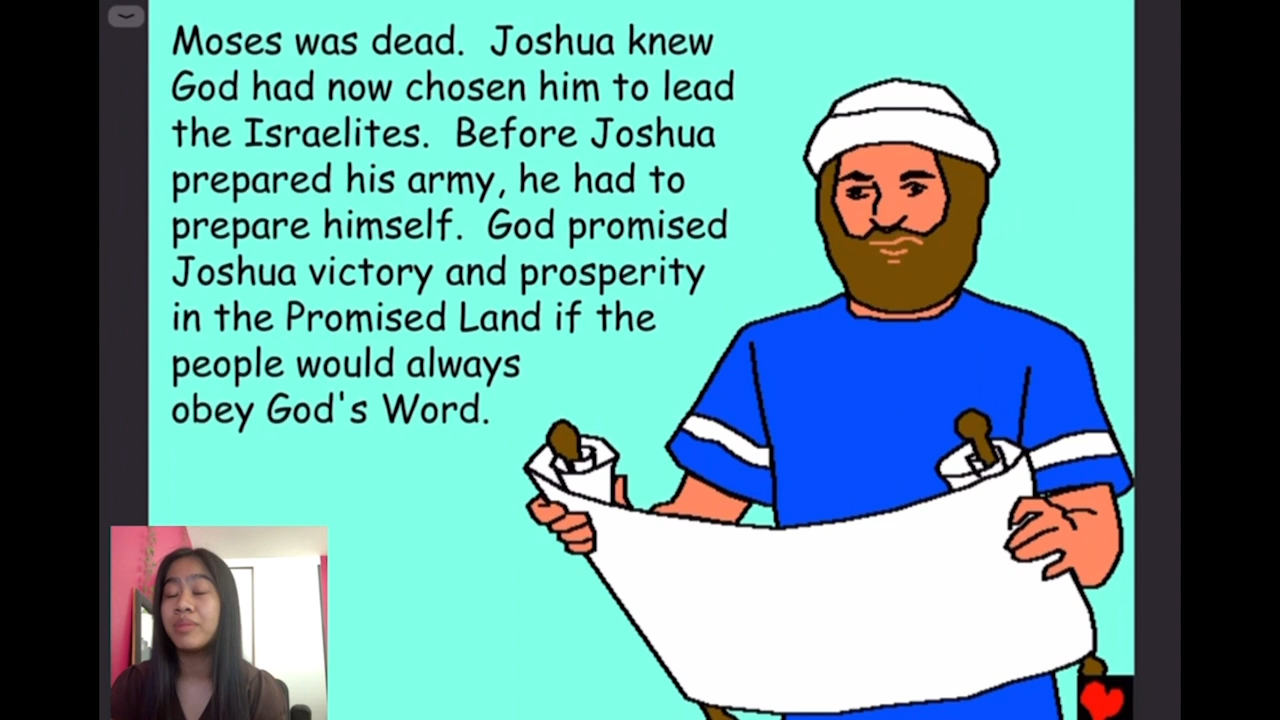 Moses was dead.  Joshua knew
God had now chosen him to lead
the Israelites.  Before Joshua
prepared his army, he had to
prepare himself.  God promised
Joshua victory and prosperity
in the Promised Land if the
people would always
obey God's Word.